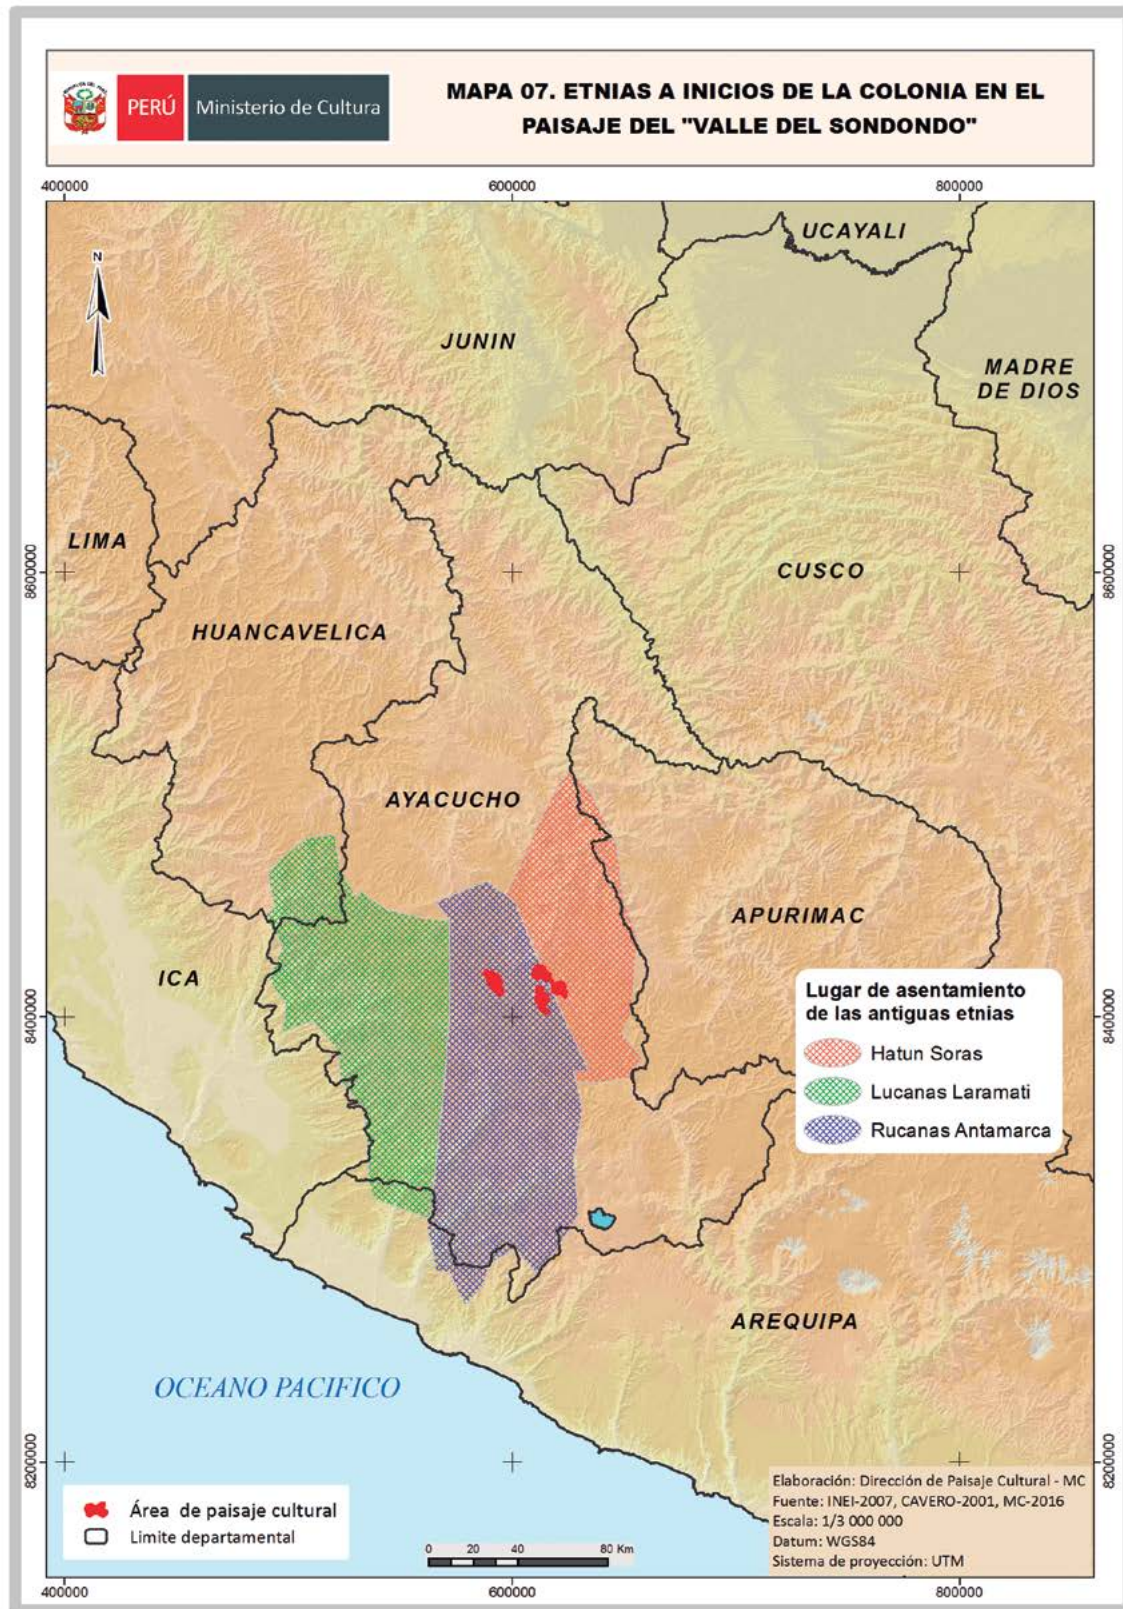 PERÚ
Ministerio de Cultura
MAPA 07. ETNIAS A INICIOS DE LA COLONIA EN EL
PAISAJE DEL "VALLE DEL SONDONDO"
400000
600000
800000
N
UCAYALI
JUNIN
MADRE
DE DIOS
LIMA
CUSCO
8600000
8600000
HUANCAVELICA
AYACUCHO
APURIMAC
ICA
Lugar de asentamiento
de las antiguas etnias
Hatun Soras
Lucanas Laramati
Rucanas Antamarca
8400000
8400000
AREQUIPA
OCEANO PACIFICO
8200000
8200000
Área de paisaje cultural
Limite departamental
0 20 40 80 Km
Elaboración: Dirección de Paisaje Cultural - MC
Fuente: INEI-2007, CAVERO-2001, MC-2016
Escala: 1/3 000 000
Datum: WGS84
Sistema de proyección: UTM
400000
600000
800000